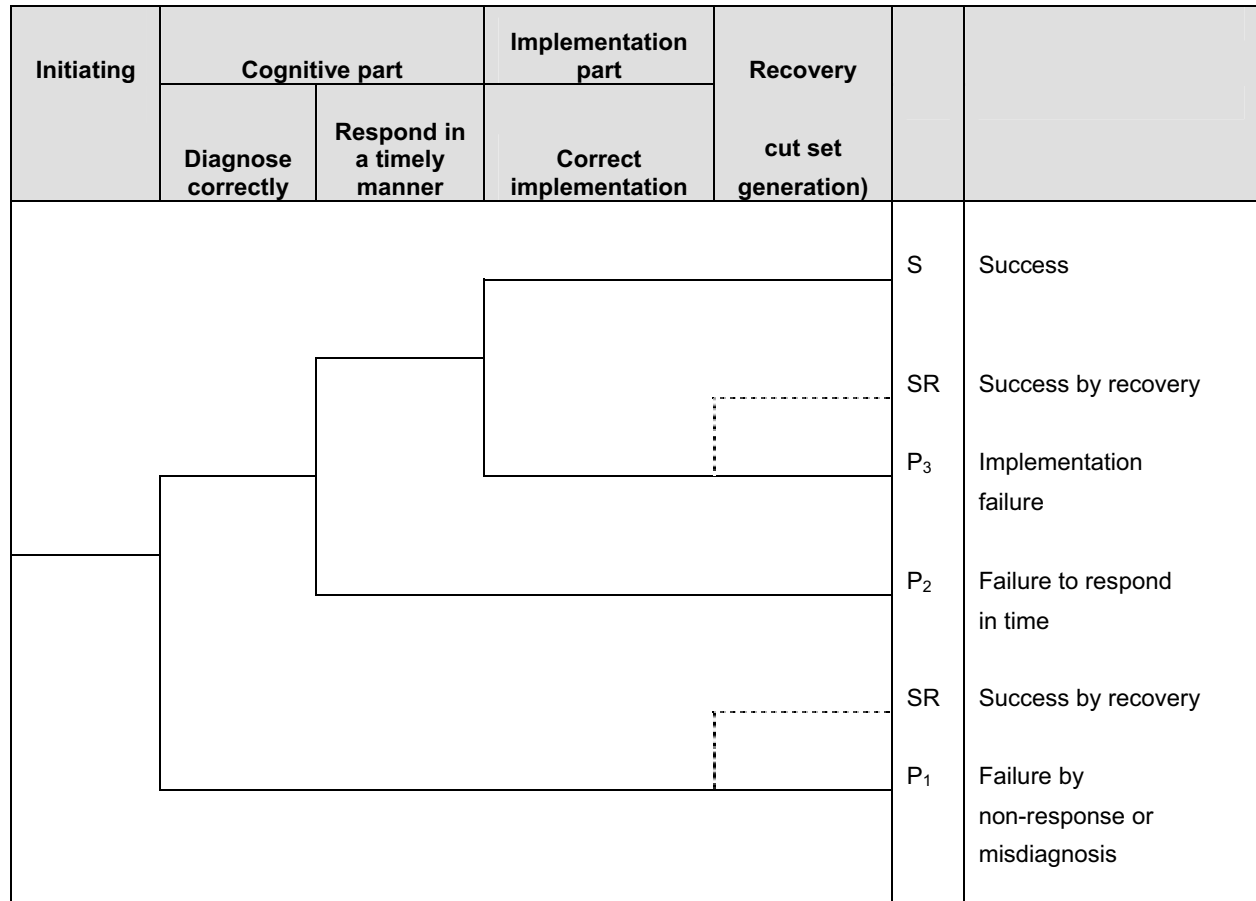 Initiating
Cognitive part
Implementation
part
Recovery
Diagnose
correctly
Respond in
a timely
manner
Correct
implementation
cut set
generation)
S Success
SR Success by recovery
P₃ Implementation
failure
P₂ Failure to respond
in time
SR Success by recovery
P₁ Failure by
non-response or
misdiagnosis